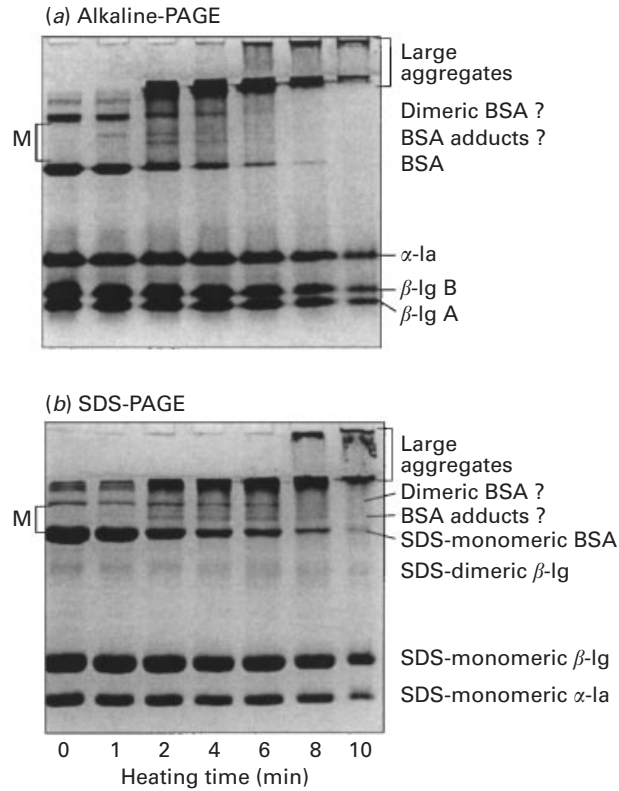 (a) Alkaline-PAGE
Large
aggregates
Dimeric BSA ?
M
BSA adducts ?
BSA
α-la
β-lg B
β-lg A
(b) SDS-PAGE
Large
aggregates
Dimeric BSA ?
M
BSA adducts ?
SDS-monomeric BSA
SDS-dimeric β-lg
SDS-monomeric β-lg
SDS-monomeric α-la
0 1 2 4 6 8 10
Heating time (min)